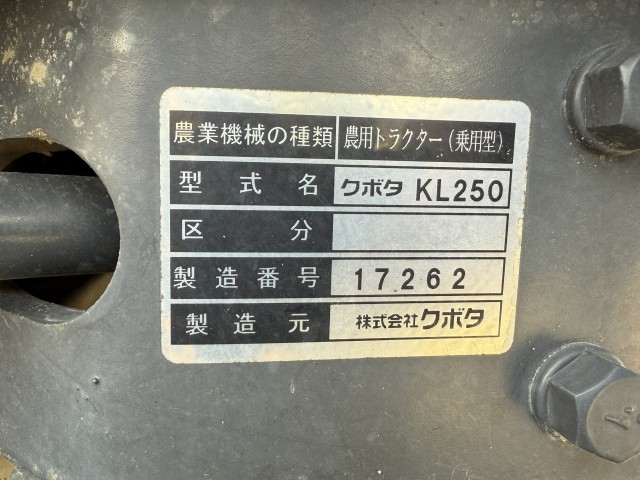 農業機械の種類 農用トラクター(乗用型)
型式名 クボタ KL250
区分
製造番号 17262
製造元 株式会社クボタ